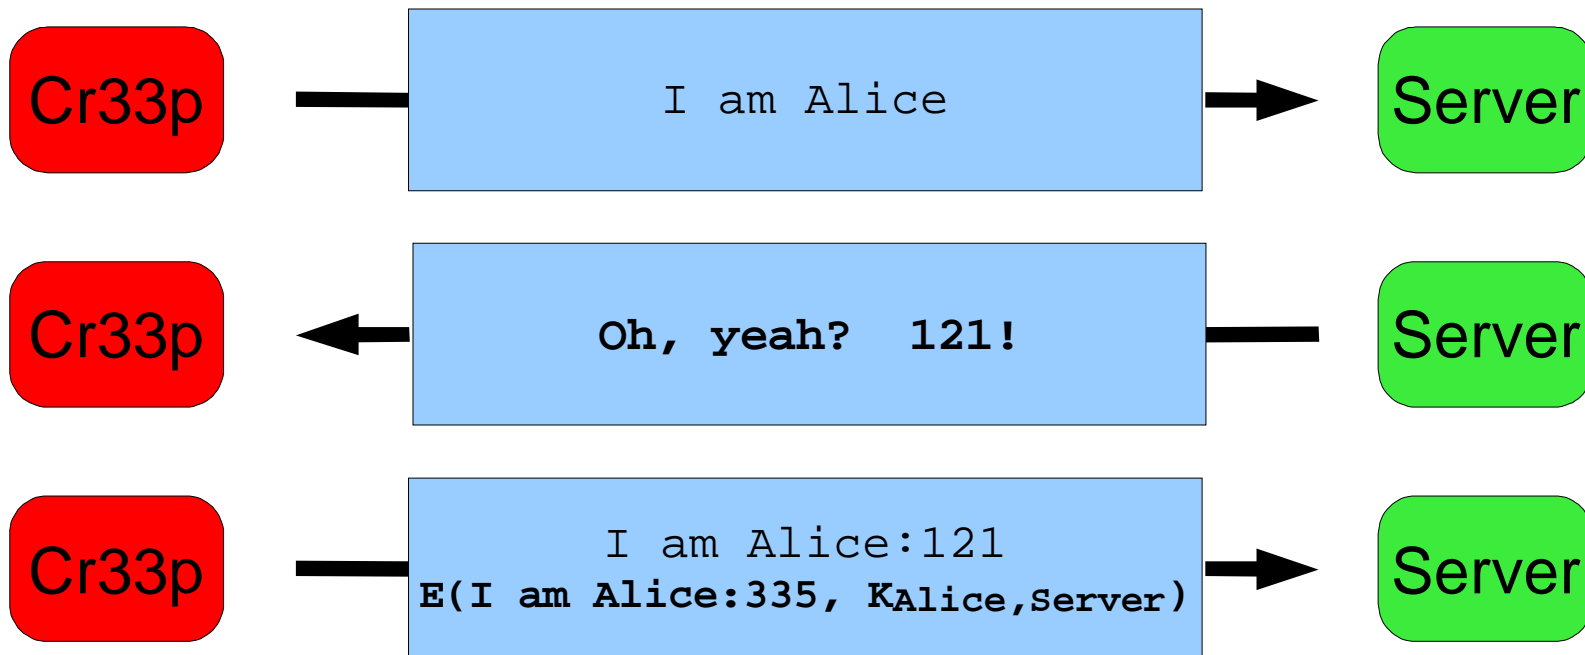 Cr33p
I am Alice
Server
Cr33p
Oh, yeah?  121!
Server
Cr33p
I am Alice:121
E(I am Alice:335, KAlice,Server)
Server